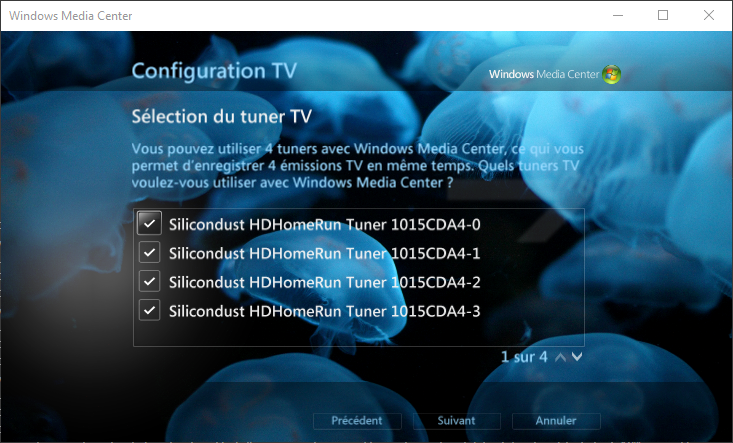 Windows Media Center
Configuration TV
Windows Media Center
Sélection du tuner TV
Vous pouvez utiliser 4 tuners avec Windows Media Center, ce qui vous
permet d'enregistrer 4 émissions TV en même temps. Quels tuners TV
voulez-vous utiliser avec Windows Media Center ?
Silicondust HDHomeRun Tuner 1015CDA4-0
Silicondust HDHomeRun Tuner 1015CDA4-1
Silicondust HDHomeRun Tuner 1015CDA4-2
Silicondust HDHomeRun Tuner 1015CDA4-3
1 sur 4
Précédent Suivant Annuler